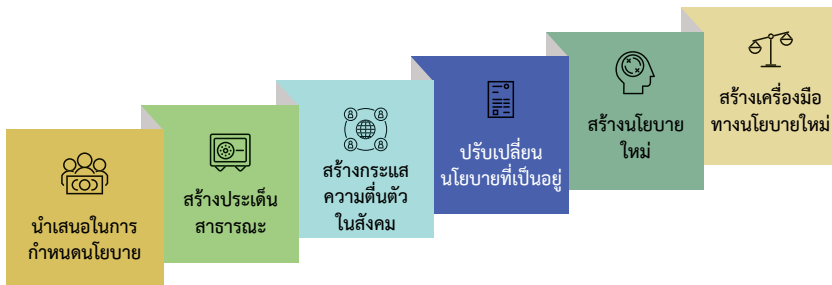 นำเสนอในการ
กำหนดนโยบาย
สร้างประเด็น
สาธารณะ
สร้างกระแส
ความตื่นตัว
ในสังคม
ปรับเปลี่ยน
นโยบายที่เป็นอยู่
สร้างนโยบาย
ใหม่
สร้างเครื่องมือ
ทางนโยบายใหม่